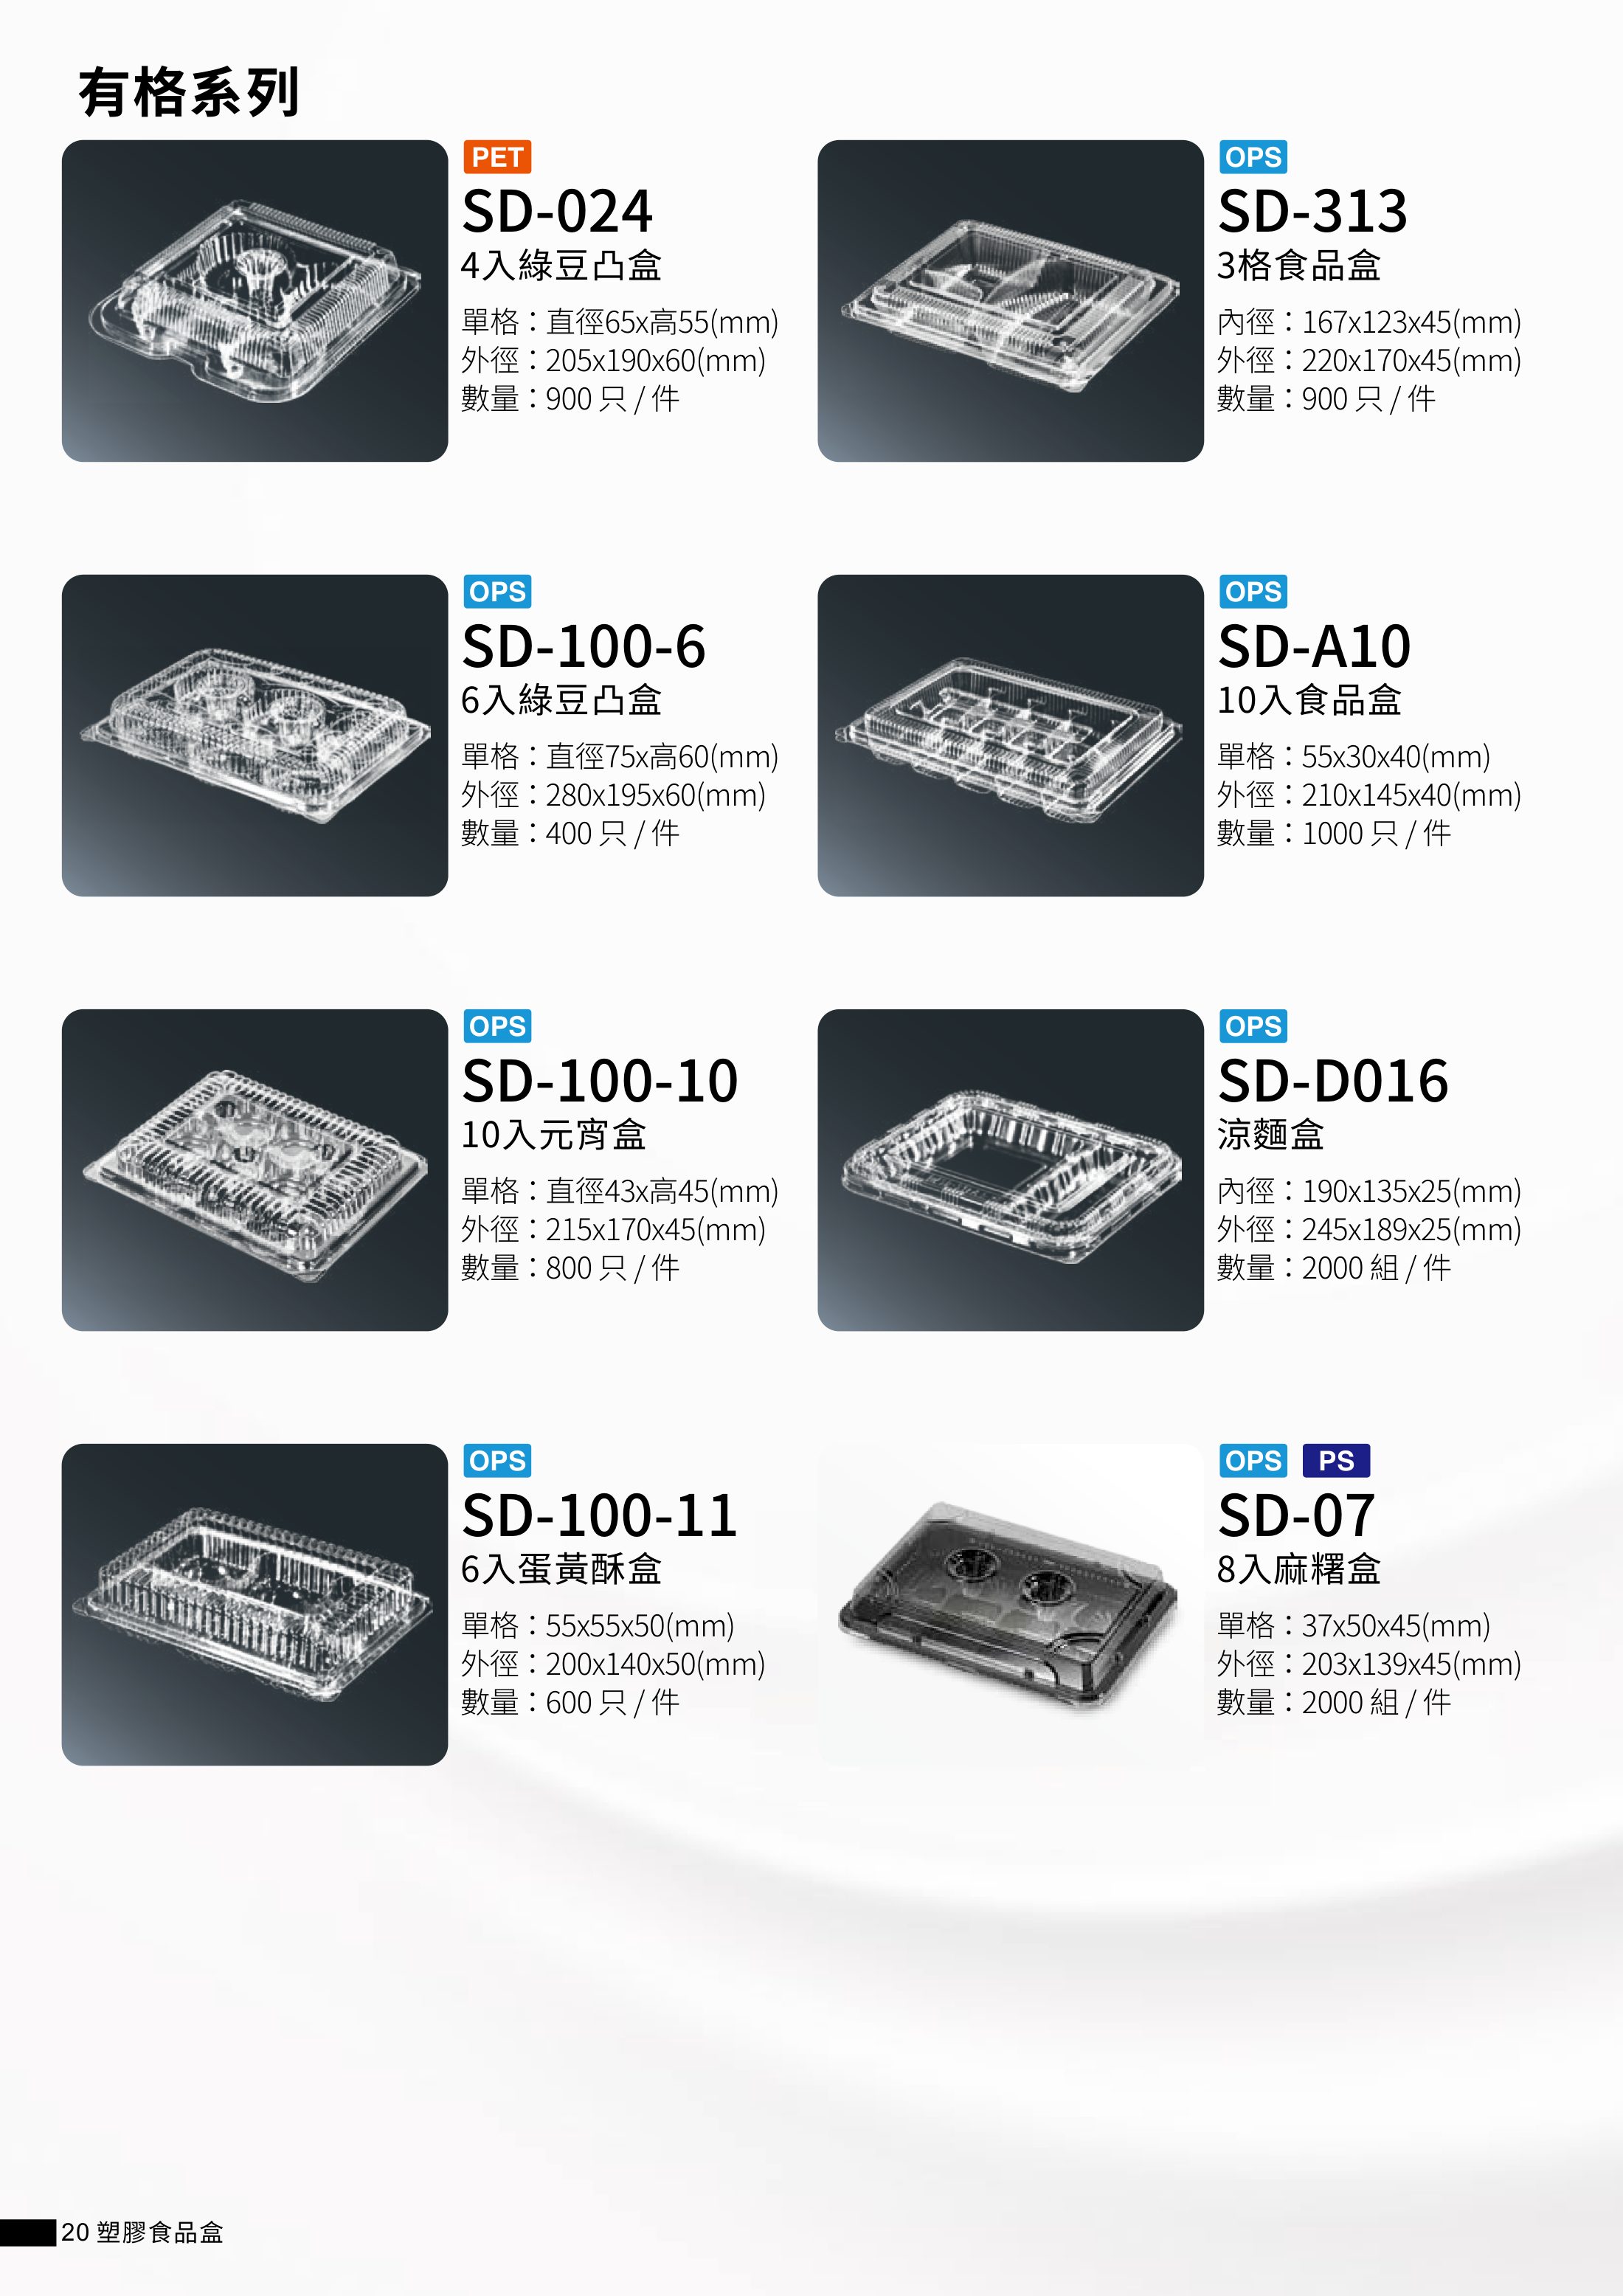 有格系列
PET
SD-024
4入綠豆凸盒
單格：直徑65x高55(mm)
外徑：205x190x60(mm)
數量：900 只 / 件
OPS
SD-313
3格食品盒
內徑：167x123x45(mm)
外徑：220x170x45(mm)
數量：900 只 / 件
OPS
SD-100-6
6入綠豆凸盒
單格：直徑75x高60(mm)
外徑：280x195x60(mm)
數量：400 只 / 件
OPS
SD-A10
10入食品盒
單格：55x30x40(mm)
外徑：210x145x40(mm)
數量：1000 只 / 件
OPS
SD-100-10
10入元宵盒
單格：直徑43x高45(mm)
外徑：215x170x45(mm)
數量：800 只 / 件
OPS
SD-D016
涼麵盒
內徑：190x135x25(mm)
外徑：245x189x25(mm)
數量：2000 組 / 件
OPS
SD-100-11
6入蛋黃酥盒
單格：55x55x50(mm)
外徑：200x140x50(mm)
數量：600 只 / 件
OPS PS
SD-07
8入麻糬盒
單格：37x50x45(mm)
外徑：203x139x45(mm)
數量：2000 組 / 件
20 塑膠食品盒